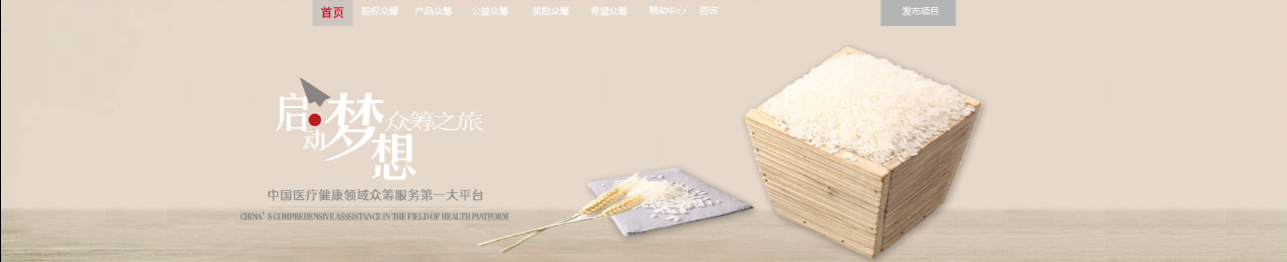 首页 股权众筹 产品众筹 公益众筹 奖励众筹 希望众筹 帮助中心 咨询 发布项目
启动梦想众筹之旅
中国医疗健康领域众筹服务第一大平台
CHINA'S COMPREHENSIVE ASSSISTANCE IN THE FIELD OF HEALTH PLATFORM